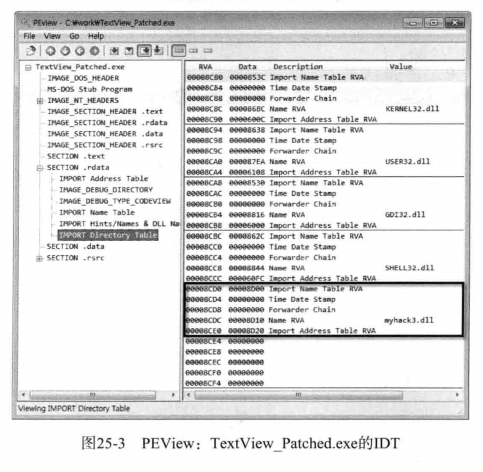 PEview - C:₩work₩TextView_Patched.exe
File View Go Help
TextView_Patched.exe
IMAGE_DOS_HEADER
MS-DOS Stub Program
IMAGE_NT_HEADERS
IMAGE_SECTION_HEADER .text
IMAGE_SECTION_HEADER .rdata
IMAGE_SECTION_HEADER .data
IMAGE_SECTION_HEADER .rsrc
SECTION .text
SECTION .rdata
IMPORT Address Table
IMAGE_DEBUG_DIRECTORY
IMAGE_DEBUG_TYPE_CODEVIEW
IMPORT Name Table
IMPORT Hints/Names & DLL Na
IMPORT Directory Table
SECTION .data
SECTION .rsrc
RVA Data Description Value
00008C80 0000853C Import Name Table RVA
00008C84 00000000 Time Date Stamp
00008C88 00000000 Forwarder Chain
00008C8C 000086BC Name RVA KERNEL32.dll
00008C90 0000600C Import Address Table RVA
00008C94 00008638 Import Name Table RVA
00008C98 00000000 Time Date Stamp
00008C9C 00000000 Forwarder Chain
00008CA0 000087EA Name RVA USER32.dll
00008CA4 00006108 Import Address Table RVA
00008CA8 00008530 Import Name Table RVA
00008CAC 00000000 Time Date Stamp
00008CB0 00000000 Forwarder Chain
00008CB4 00008816 Name RVA GDI32.dll
00008CB8 00006000 Import Address Table RVA
00008CBC 0000862C Import Name Table RVA
00008CC0 00000000 Time Date Stamp
00008CC4 00000000 Forwarder Chain
00008CC8 00008844 Name RVA SHELL32.dll
00008CCC 000060FC Import Address Table RVA
00008CD0 00008D00 Import Name Table RVA
00008CD4 00000000 Time Date Stamp
00008CD8 00000000 Forwarder Chain
00008CDC 00008D10 Name RVA myhack3.dll
00008CE0 00008D20 Import Address Table RVA
00008CE4 00000000
00008CE8 00000000
00008CEC 00000000
00008CF0 00000000
00008CF4 00000000
Viewing IMPORT Directory Table
图25-3 PEView：TextView_Patched.exe的IDT